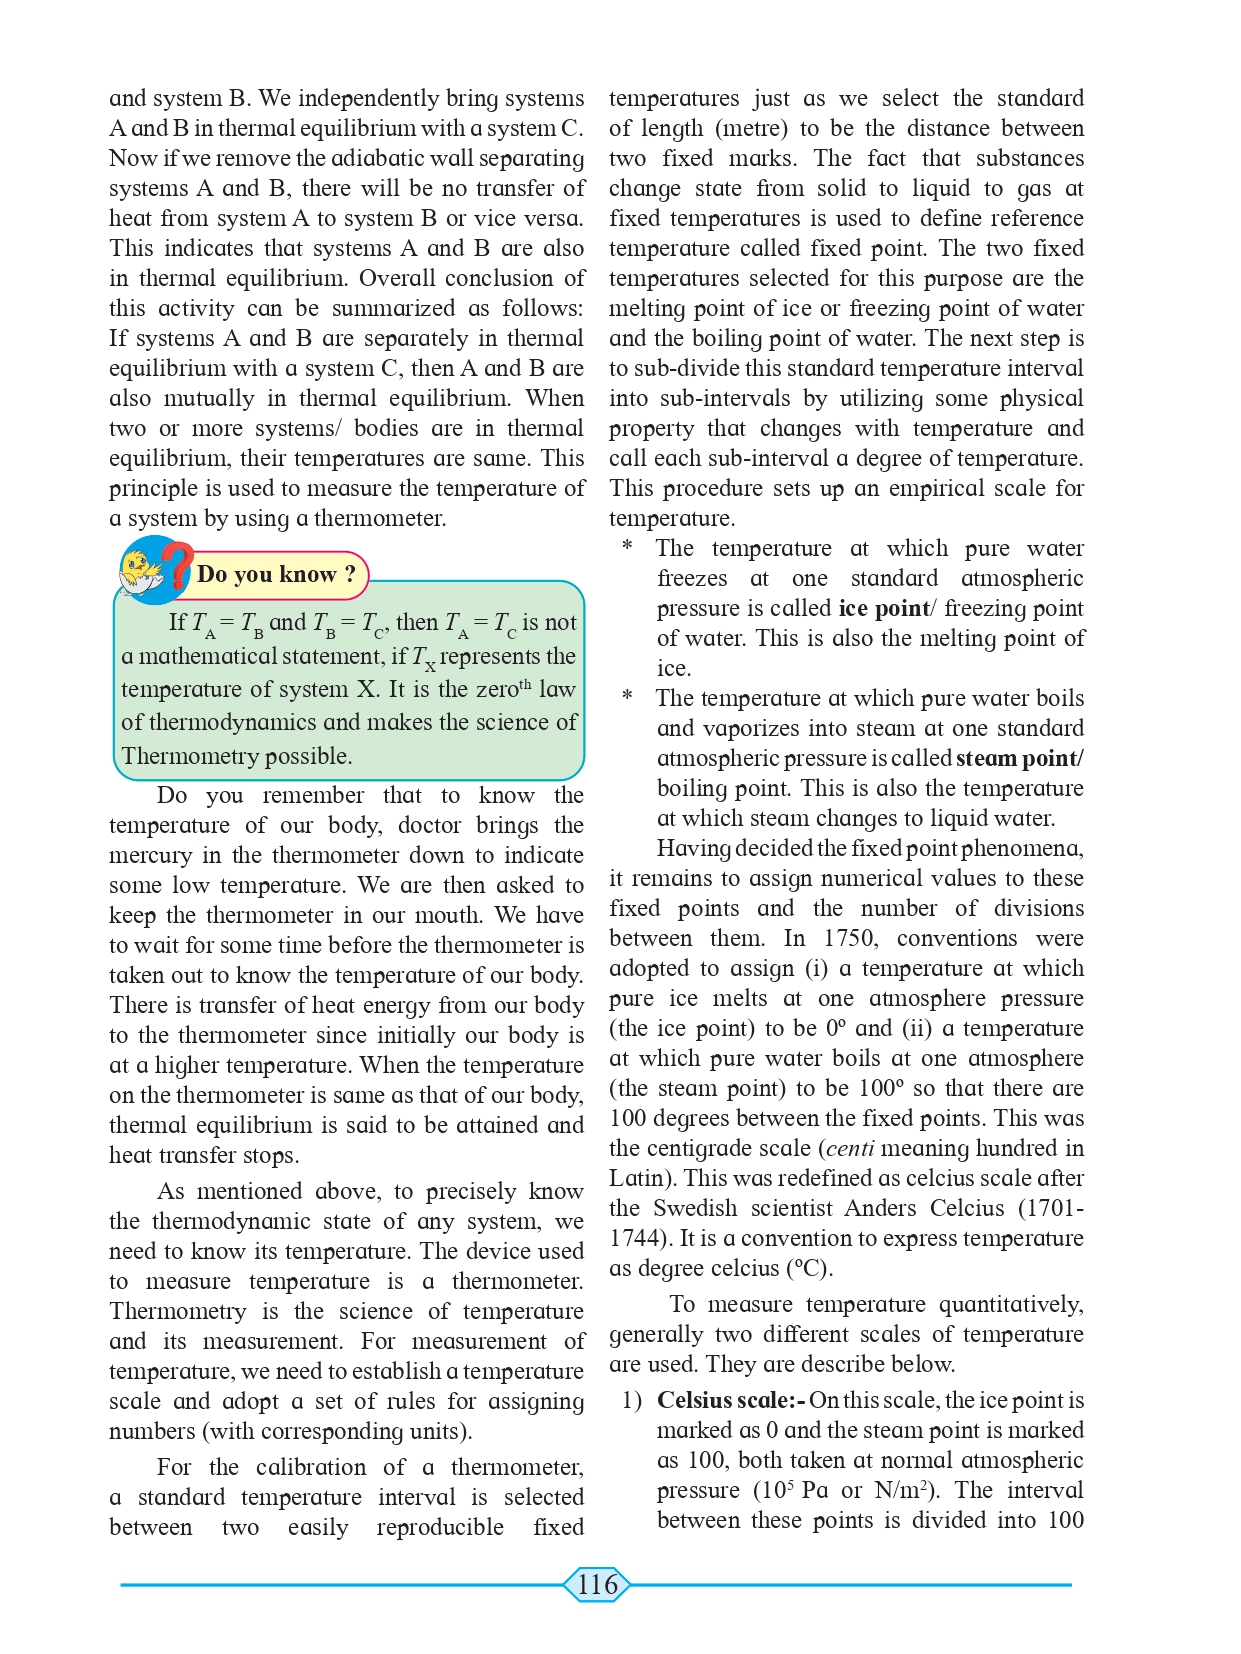 and system B. We independently bring systems
A and B in thermal equilibrium with a system C.
Now if we remove the adiabatic wall separating
systems A and B, there will be no transfer of
heat from system A to system B or vice versa.
This indicates that systems A and B are also
in thermal equilibrium. Overall conclusion of
this activity can be summarized as follows:
If systems A and B are separately in thermal
equilibrium with a system C, then A and B are
also mutually in thermal equilibrium. When
two or more systems/ bodies are in thermal
equilibrium, their temperatures are same. This
principle is used to measure the temperature of
a system by using a thermometer.
Do you know ?
If T_A = T_B and T_B = T_C, then T_A = T_C is not
a mathematical statement, if T_X represents the
temperature of system X. It is the zero^th law
of thermodynamics and makes the science of
Thermometry possible.
Do you remember that to know the
temperature of our body, doctor brings the
mercury in the thermometer down to indicate
some low temperature. We are then asked to
keep the thermometer in our mouth. We have
to wait for some time before the thermometer is
taken out to know the temperature of our body.
There is transfer of heat energy from our body
to the thermometer since initially our body is
at a higher temperature. When the temperature
on the thermometer is same as that of our body,
thermal equilibrium is said to be attained and
heat transfer stops.
As mentioned above, to precisely know
the thermodynamic state of any system, we
need to know its temperature. The device used
to measure temperature is a thermometer.
Thermometry is the science of temperature
and its measurement. For measurement of
temperature, we need to establish a temperature
scale and adopt a set of rules for assigning
numbers (with corresponding units).
For the calibration of a thermometer,
a standard temperature interval is selected
between two easily reproducible fixed
temperatures just as we select the standard
of length (metre) to be the distance between
two fixed marks. The fact that substances
change state from solid to liquid to gas at
fixed temperatures is used to define reference
temperature called fixed point. The two fixed
temperatures selected for this purpose are the
melting point of ice or freezing point of water
and the boiling point of water. The next step is
to sub-divide this standard temperature interval
into sub-intervals by utilizing some physical
property that changes with temperature and
call each sub-interval a degree of temperature.
This procedure sets up an empirical scale for
temperature.
* The temperature at which pure water
freezes at one standard atmospheric
pressure is called ice point/ freezing point
of water. This is also the melting point of
ice.
* The temperature at which pure water boils
and vaporizes into steam at one standard
atmospheric pressure is called steam point/
boiling point. This is also the temperature
at which steam changes to liquid water.
Having decided the fixed point phenomena,
it remains to assign numerical values to these
fixed points and the number of divisions
between them. In 1750, conventions were
adopted to assign (i) a temperature at which
pure ice melts at one atmosphere pressure
(the ice point) to be 0º and (ii) a temperature
at which pure water boils at one atmosphere
(the steam point) to be 100º so that there are
100 degrees between the fixed points. This was
the centigrade scale (centi meaning hundred in
Latin). This was redefined as celcius scale after
the Swedish scientist Anders Celcius (1701-
1744). It is a convention to express temperature
as degree celcius (ºC).
To measure temperature quantitatively,
generally two different scales of temperature
are used. They are describe below.
1) Celsius scale:- On this scale, the ice point is
marked as 0 and the steam point is marked
as 100, both taken at normal atmospheric
pressure (10⁵ Pa or N/m²). The interval
between these points is divided into 100
116